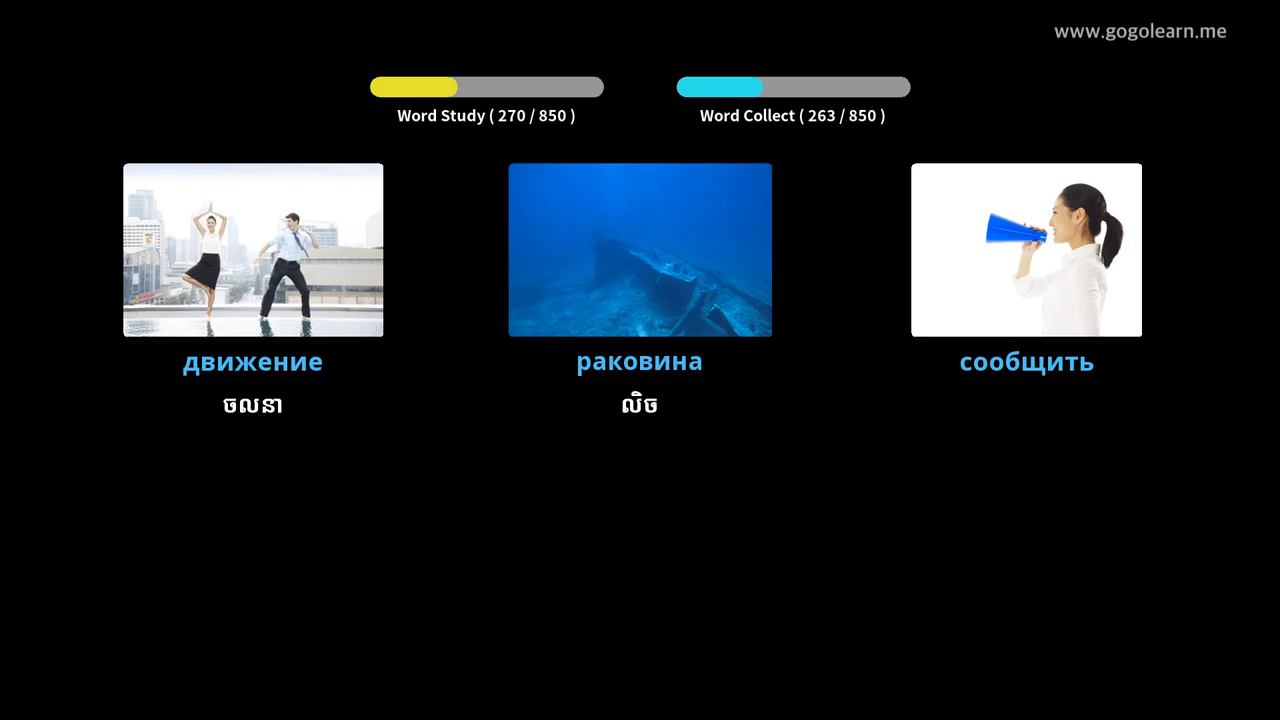 www.gogolearn.me
Word Study ( 270 / 850 )
Word Collect ( 263 / 850 )
движение
раковина
сообщить
ចលនា
លិច